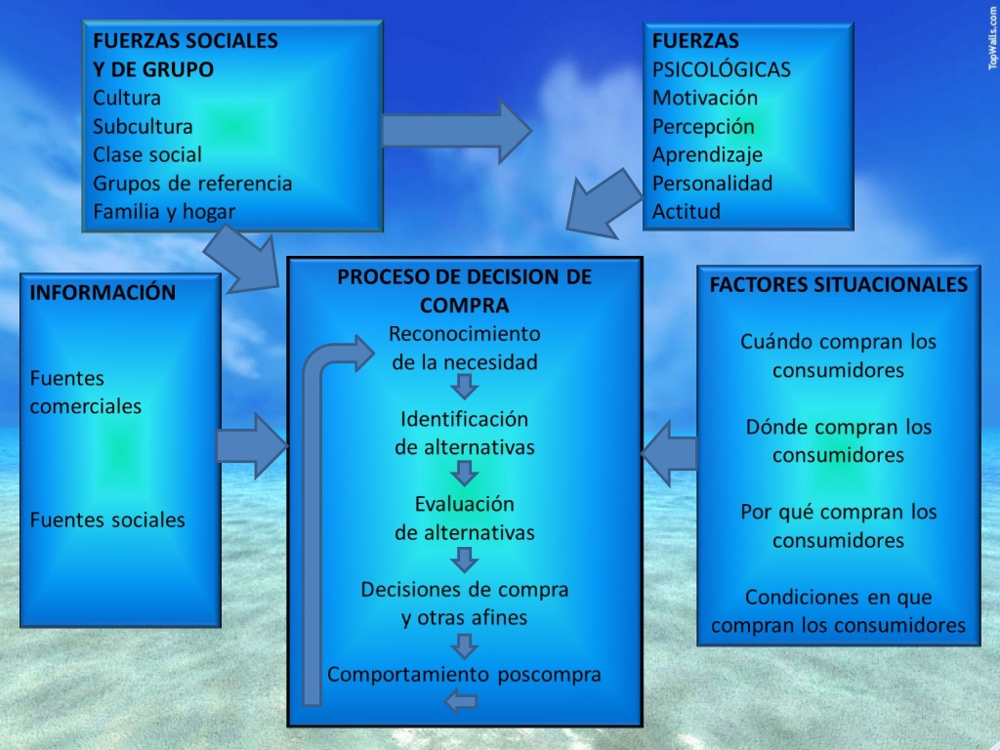 FUERZAS SOCIALES
Y DE GRUPO
Cultura
Subcultura
Clase social
Grupos de referencia
Familia y hogar
FUERZAS
PSICOLÓGICAS
Motivación
Percepción
Aprendizaje
Personalidad
Actitud
TopWalls.com
INFORMACIÓN
Fuentes
comerciales
Fuentes sociales
PROCESO DE DECISION DE
COMPRA
Reconocimiento
de la necesidad
Identificación
de alternativas
Evaluación
de alternativas
Decisiones de compra
y otras afines
Comportamiento poscompra
FACTORES SITUACIONALES
Cuándo compran los
consumidores
Dónde compran los
consumidores
Por qué compran los
consumidores
Condiciones en que
compran los consumidores